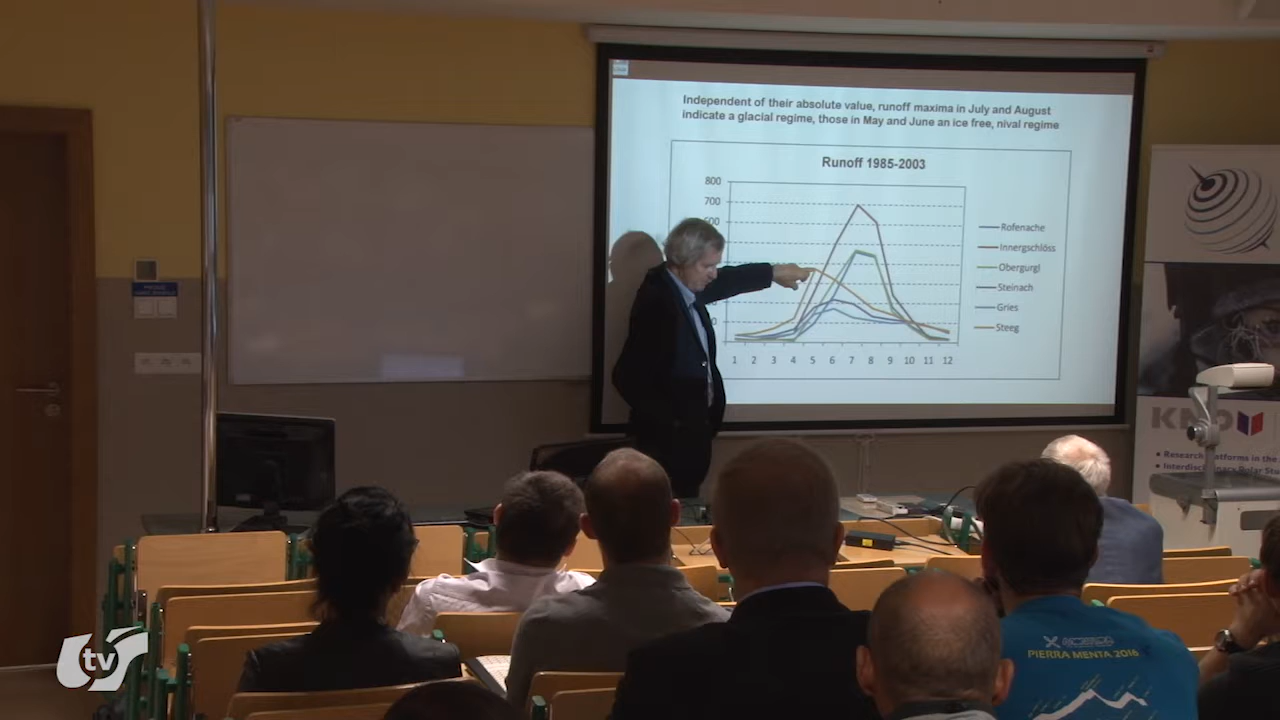 Independent of their absolute value, runoff maxima in July and August
indicate a glacial regime, those in May and June an ice free, nival regime
Runoff 1985-2003
800
700
600
Rofenache
Innergschlöss
Obergurgl
Steinach
Gries
Steeg
1 2 3 4 5 6 7 8 9 10 11 12
PIERRA MENTA 2016
tv